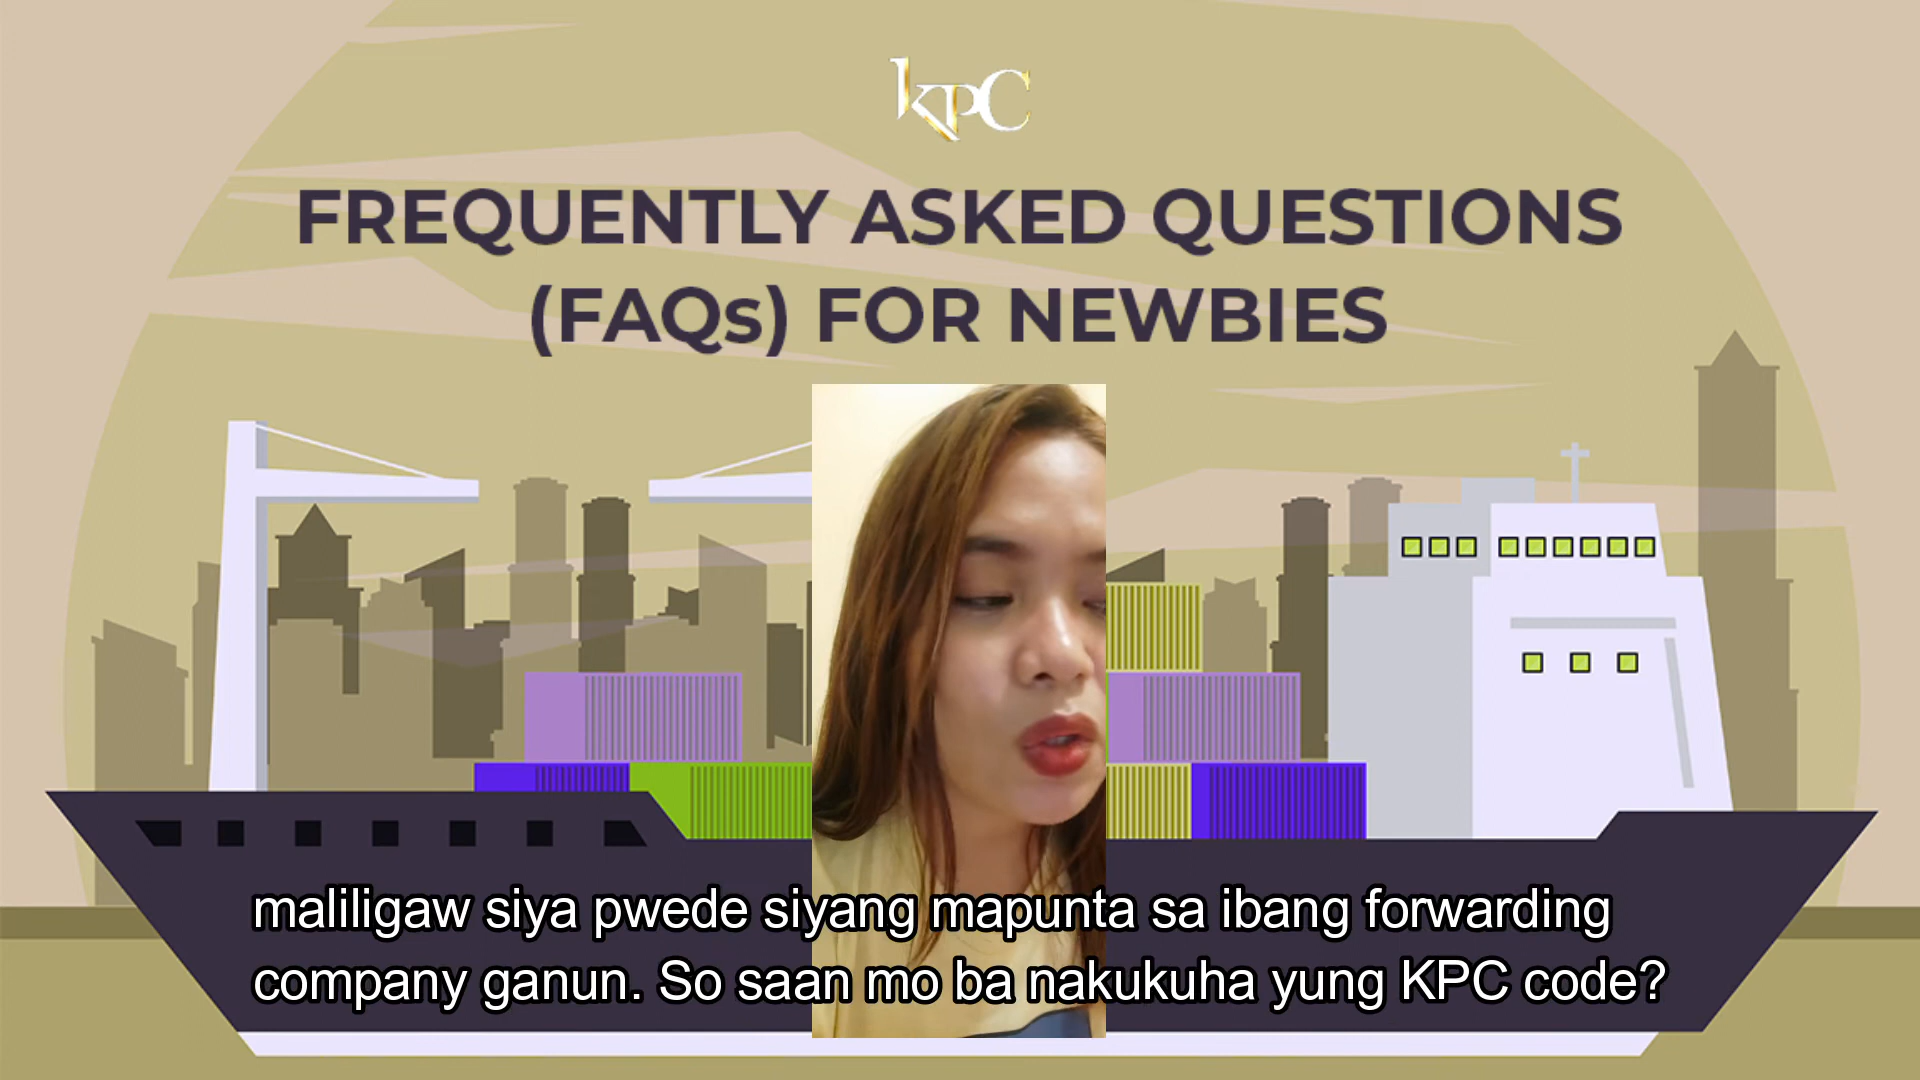 KPC
FREQUENTLY ASKED QUESTIONS
(FAQs) FOR NEWBIES
maliligaw siya pwede siyang mapunta sa ibang forwarding
company ganun. So saan mo ba nakukuha yung KPC code?